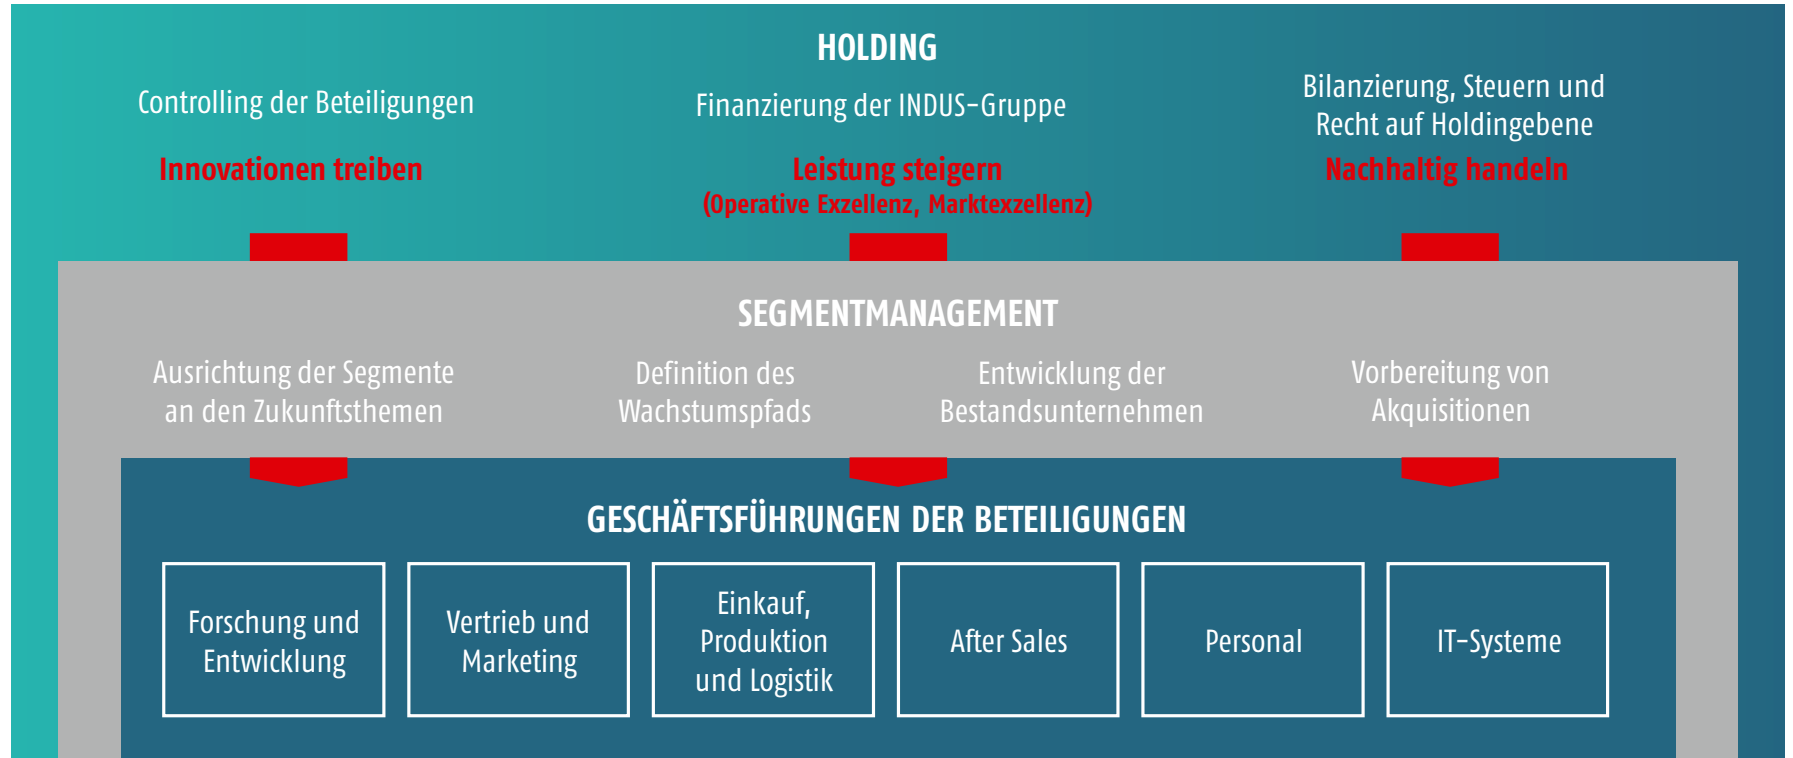 HOLDING
Controlling der Beteiligungen
Finanzierung der INDUS-Gruppe
Bilanzierung, Steuern und
Recht auf Holdingebene
Innovationen treiben
Leistung steigern
(Operative Exzellenz, Marktexzellenz)
Nachhaltig handeln
SEGMENTMANAGEMENT
Ausrichtung der Segmente
an den Zukunftsthemen
Definition des
Wachstumspfads
Entwicklung der
Bestandsunternehmen
Vorbereitung von
Akquisitionen
GESCHÄFTSFÜHRUNGEN DER BETEILIGUNGEN
Forschung und
Entwicklung
Vertrieb und
Marketing
Einkauf,
Produktion
und Logistik
After Sales
Personal
IT-Systeme